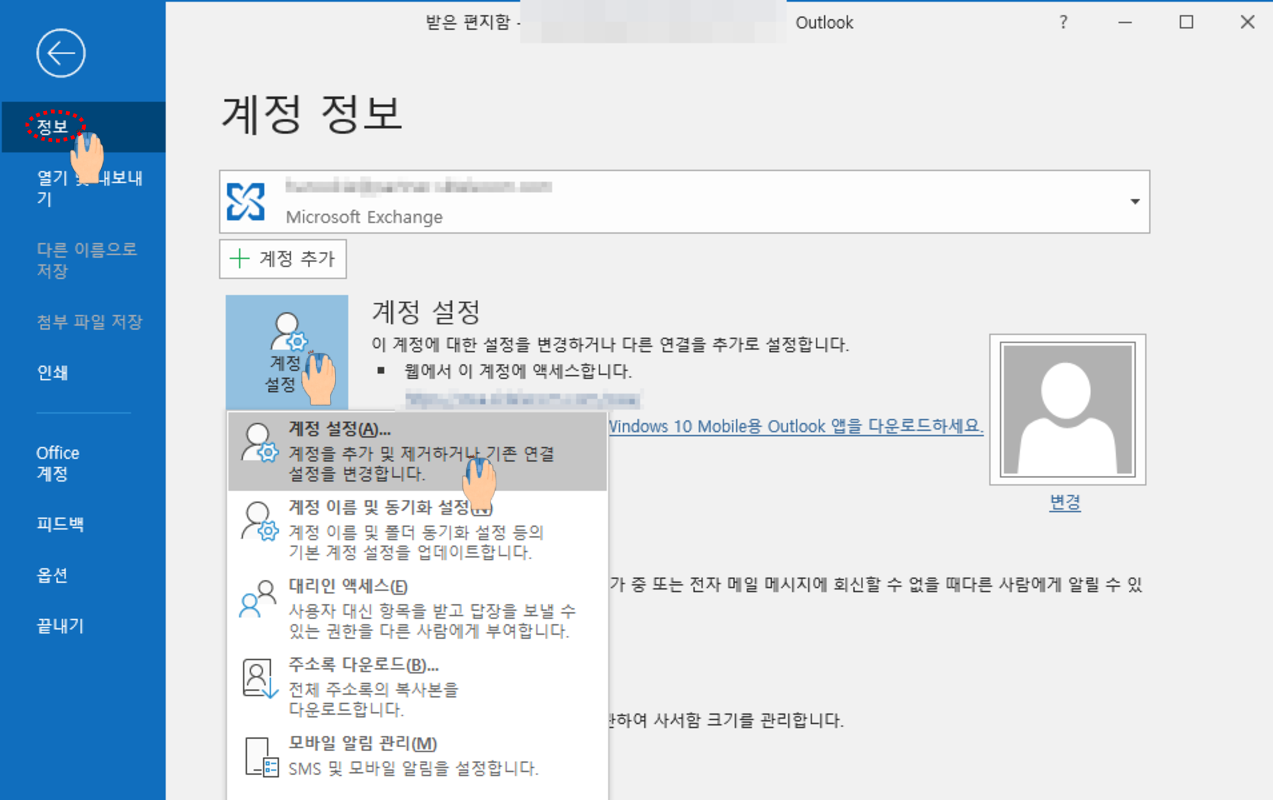 받은 편지함 - Outlook
?
정보
열기 및 내보내
기
다른 이름으로
저장
첨부 파일 저장
인쇄
Office
계정
피드백
옵션
끝내기
계정 정보
Microsoft Exchange
계정 추가
계정
설정
계정 설정
이 계정에 대한 설정을 변경하거나 다른 연결을 추가로 설정합니다.
▪ 웹에서 이 계정에 액세스합니다.
Windows 10 Mobile용 Outlook 앱을 다운로드하세요.
변경
계정 설정(A)...
계정을 추가 및 제거하거나 기존 연결
설정을 변경합니다.
계정 이름 및 동기화 설정(N)
계정 이름 및 폴더 동기화 설정 등의
기본 계정 설정을 업데이트합니다.
대리인 액세스(E)
사용자 대신 항목을 받고 답장을 보낼 수
있는 권한을 다른 사람에게 부여합니다.
가 중 또는 전자 메일 메시지에 회신할 수 없을 때다른 사람에게 알릴 수 있
주소록 다운로드(B)...
전체 주소록의 복사본을
다운로드합니다.
하여 사서함 크기를 관리합니다.
모바일 알림 관리(M)
SMS 및 모바일 알림을 설정합니다.